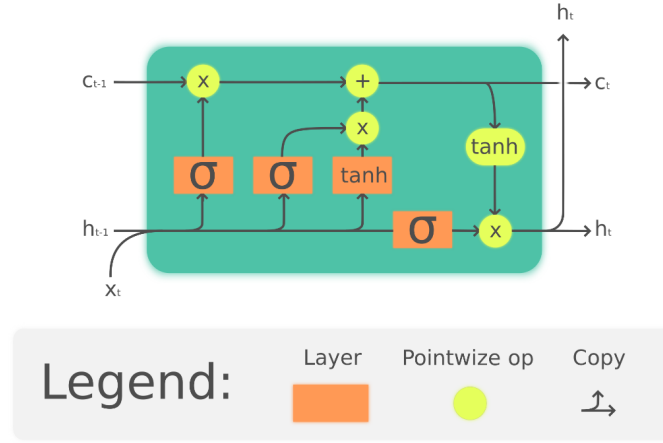 hₜ
cₜ₋₁
x
+
cₜ
x
tanh
σ
σ
tanh
hₜ₋₁
σ
x
hₜ
xₜ
Legend:
Layer
Pointwize op
Copy